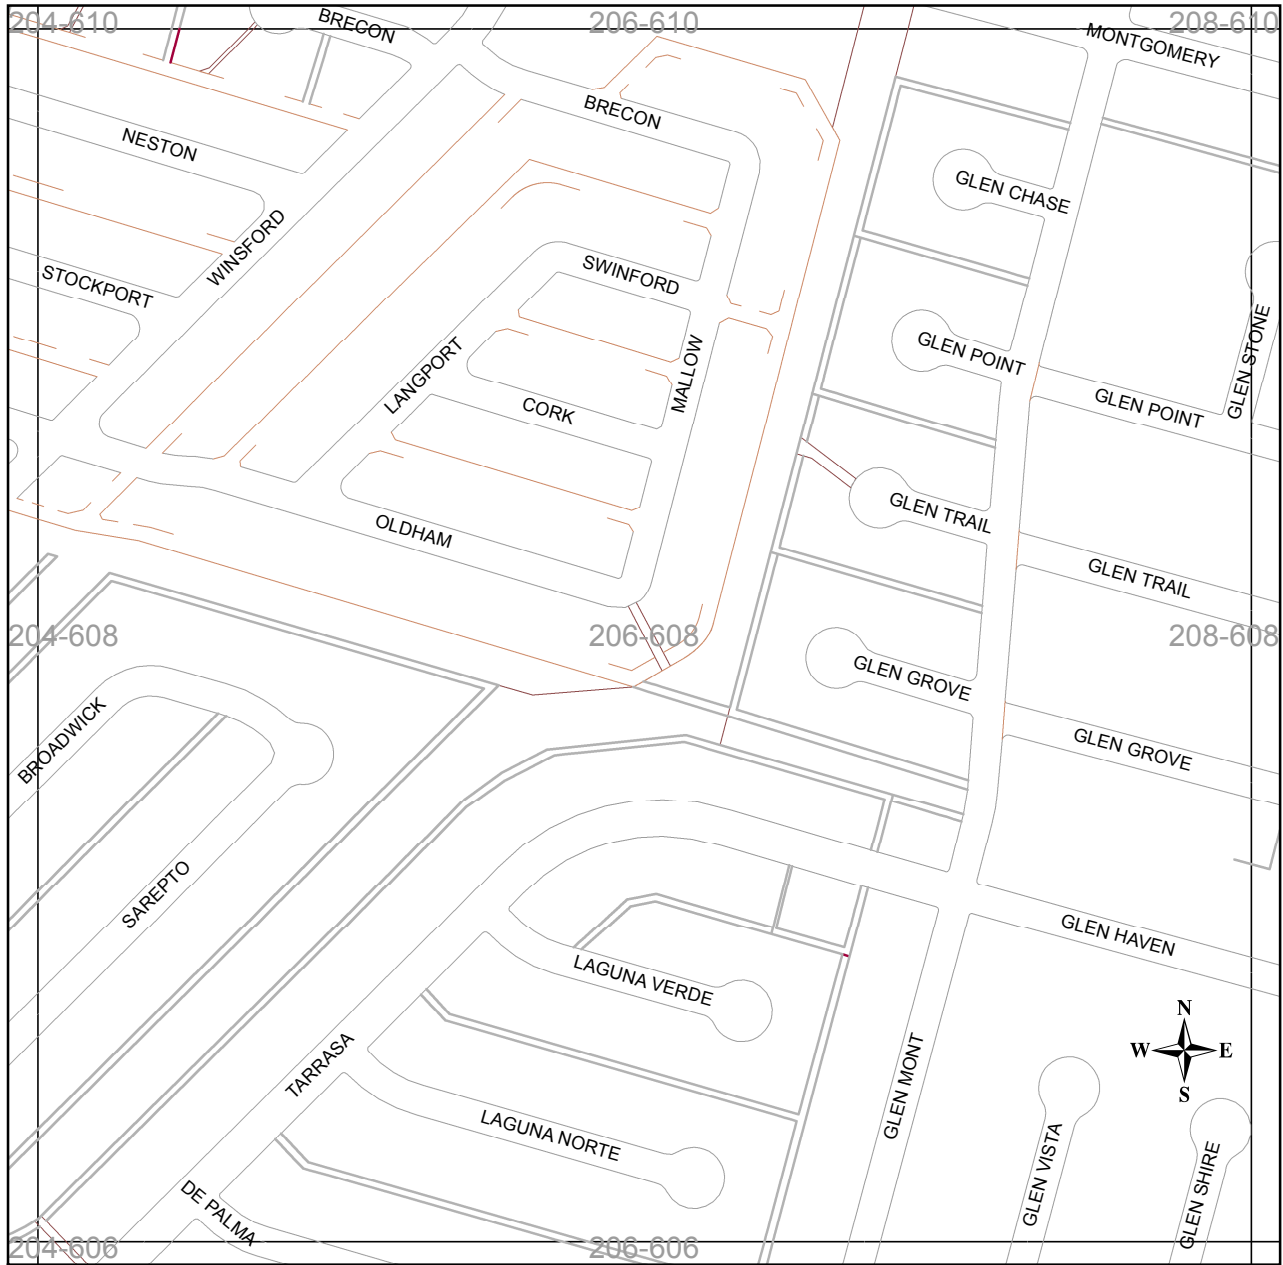 204-610
BRECON
206-610
208-610
MONTGOMERY
BRECON
NESTON
GLEN CHASE
WINSFORD
STOCKPORT
SWINFORD
GLEN STONE
GLEN POINT
LANGPORT
MALLOW
CORK
GLEN POINT
GLEN TRAIL
OLDHAM
GLEN TRAIL
204-608
206-608
208-608
GLEN GROVE
BROADWICK
GLEN GROVE
SAREPTO
GLEN HAVEN
LAGUNA VERDE
N
W
E
S
TARRASA
GLEN MONT
LAGUNA NORTE
GLEN VISTA
GLEN SHIRE
DE PALMA
204-606
206-606